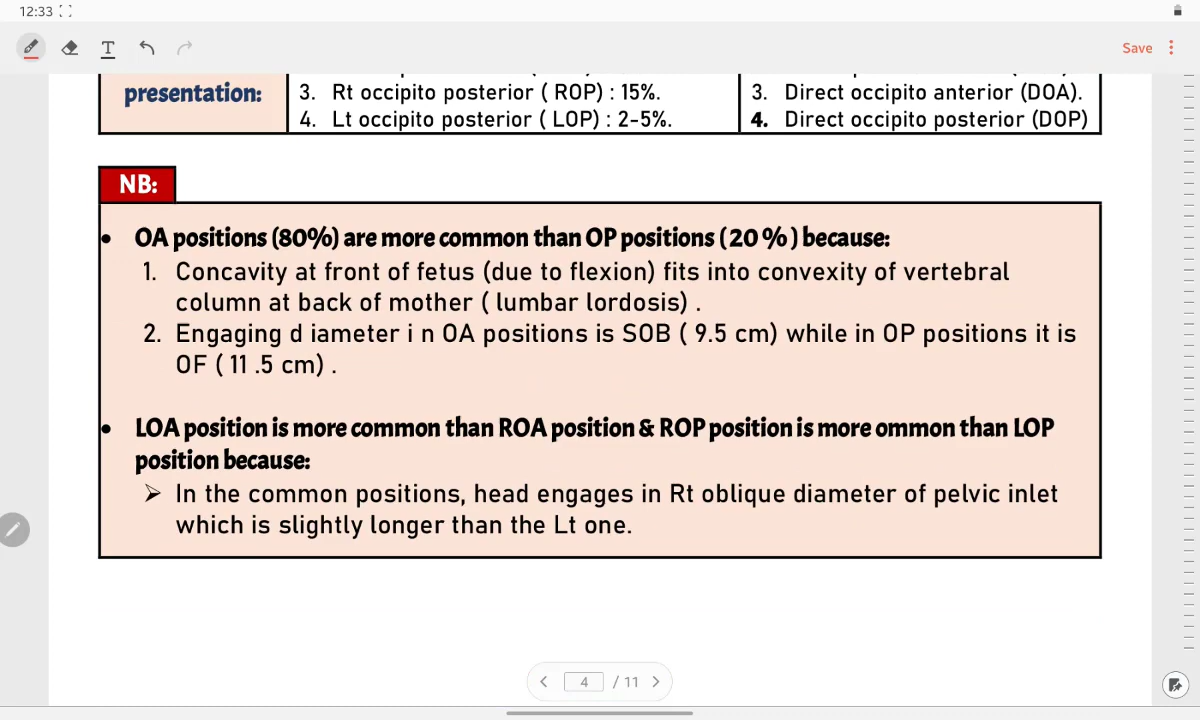 12:33
Save
presentation:
3. Rt occipito posterior ( ROP) : 15%.
4. Lt occipito posterior ( LOP) : 2-5%.
3. Direct occipito anterior (DOA).
4. Direct occipito posterior (DOP)
NB:
• OA positions (80%) are more common than OP positions (20 %) because:
1. Concavity at front of fetus (due to flexion) fits into convexity of vertebral
column at back of mother ( lumbar lordosis) .
2. Engaging d iameter i n OA positions is SOB ( 9.5 cm) while in OP positions it is
OF ( 11 .5 cm) .
• LOA position is more common than ROA position & ROP position is more ommon than LOP
position because:
➢ In the common positions, head engages in Rt oblique diameter of pelvic inlet
which is slightly longer than the Lt one.
4 / 11